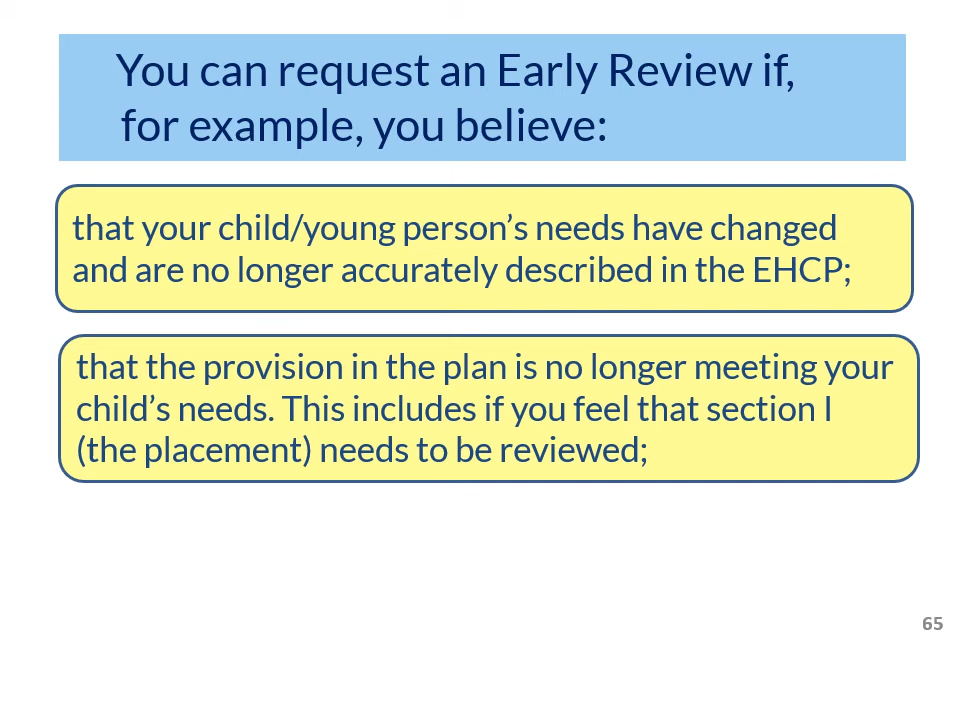 You can request an Early Review if,
for example, you believe:
that your child/young person’s needs have changed
and are no longer accurately described in the EHCP;
that the provision in the plan is no longer meeting your
child’s needs. This includes if you feel that section I
(the placement) needs to be reviewed;
65